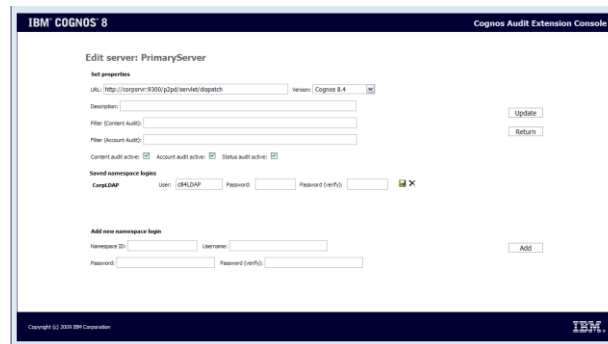 IBM® COGNOS® 8 Cognos Audit Extension Console
Edit server: PrimaryServer
Set properties
URL: http://corpsrvr:9300/p2pd/servlet/dispatch Version: Cognos 8.4
Description:
Update
Filter (Content Audit):
Return
Filter (Account Audit):
Content audit active: Account audit active: Status audit active:
Saved namespace logins
CorpLDAP User: c84LDAP Password: Password (verify):
Add new namespace login
Namespace ID: Username: Add
Password: Password (verify):
Copyright (c) 2009 IBM Corporation IBM.